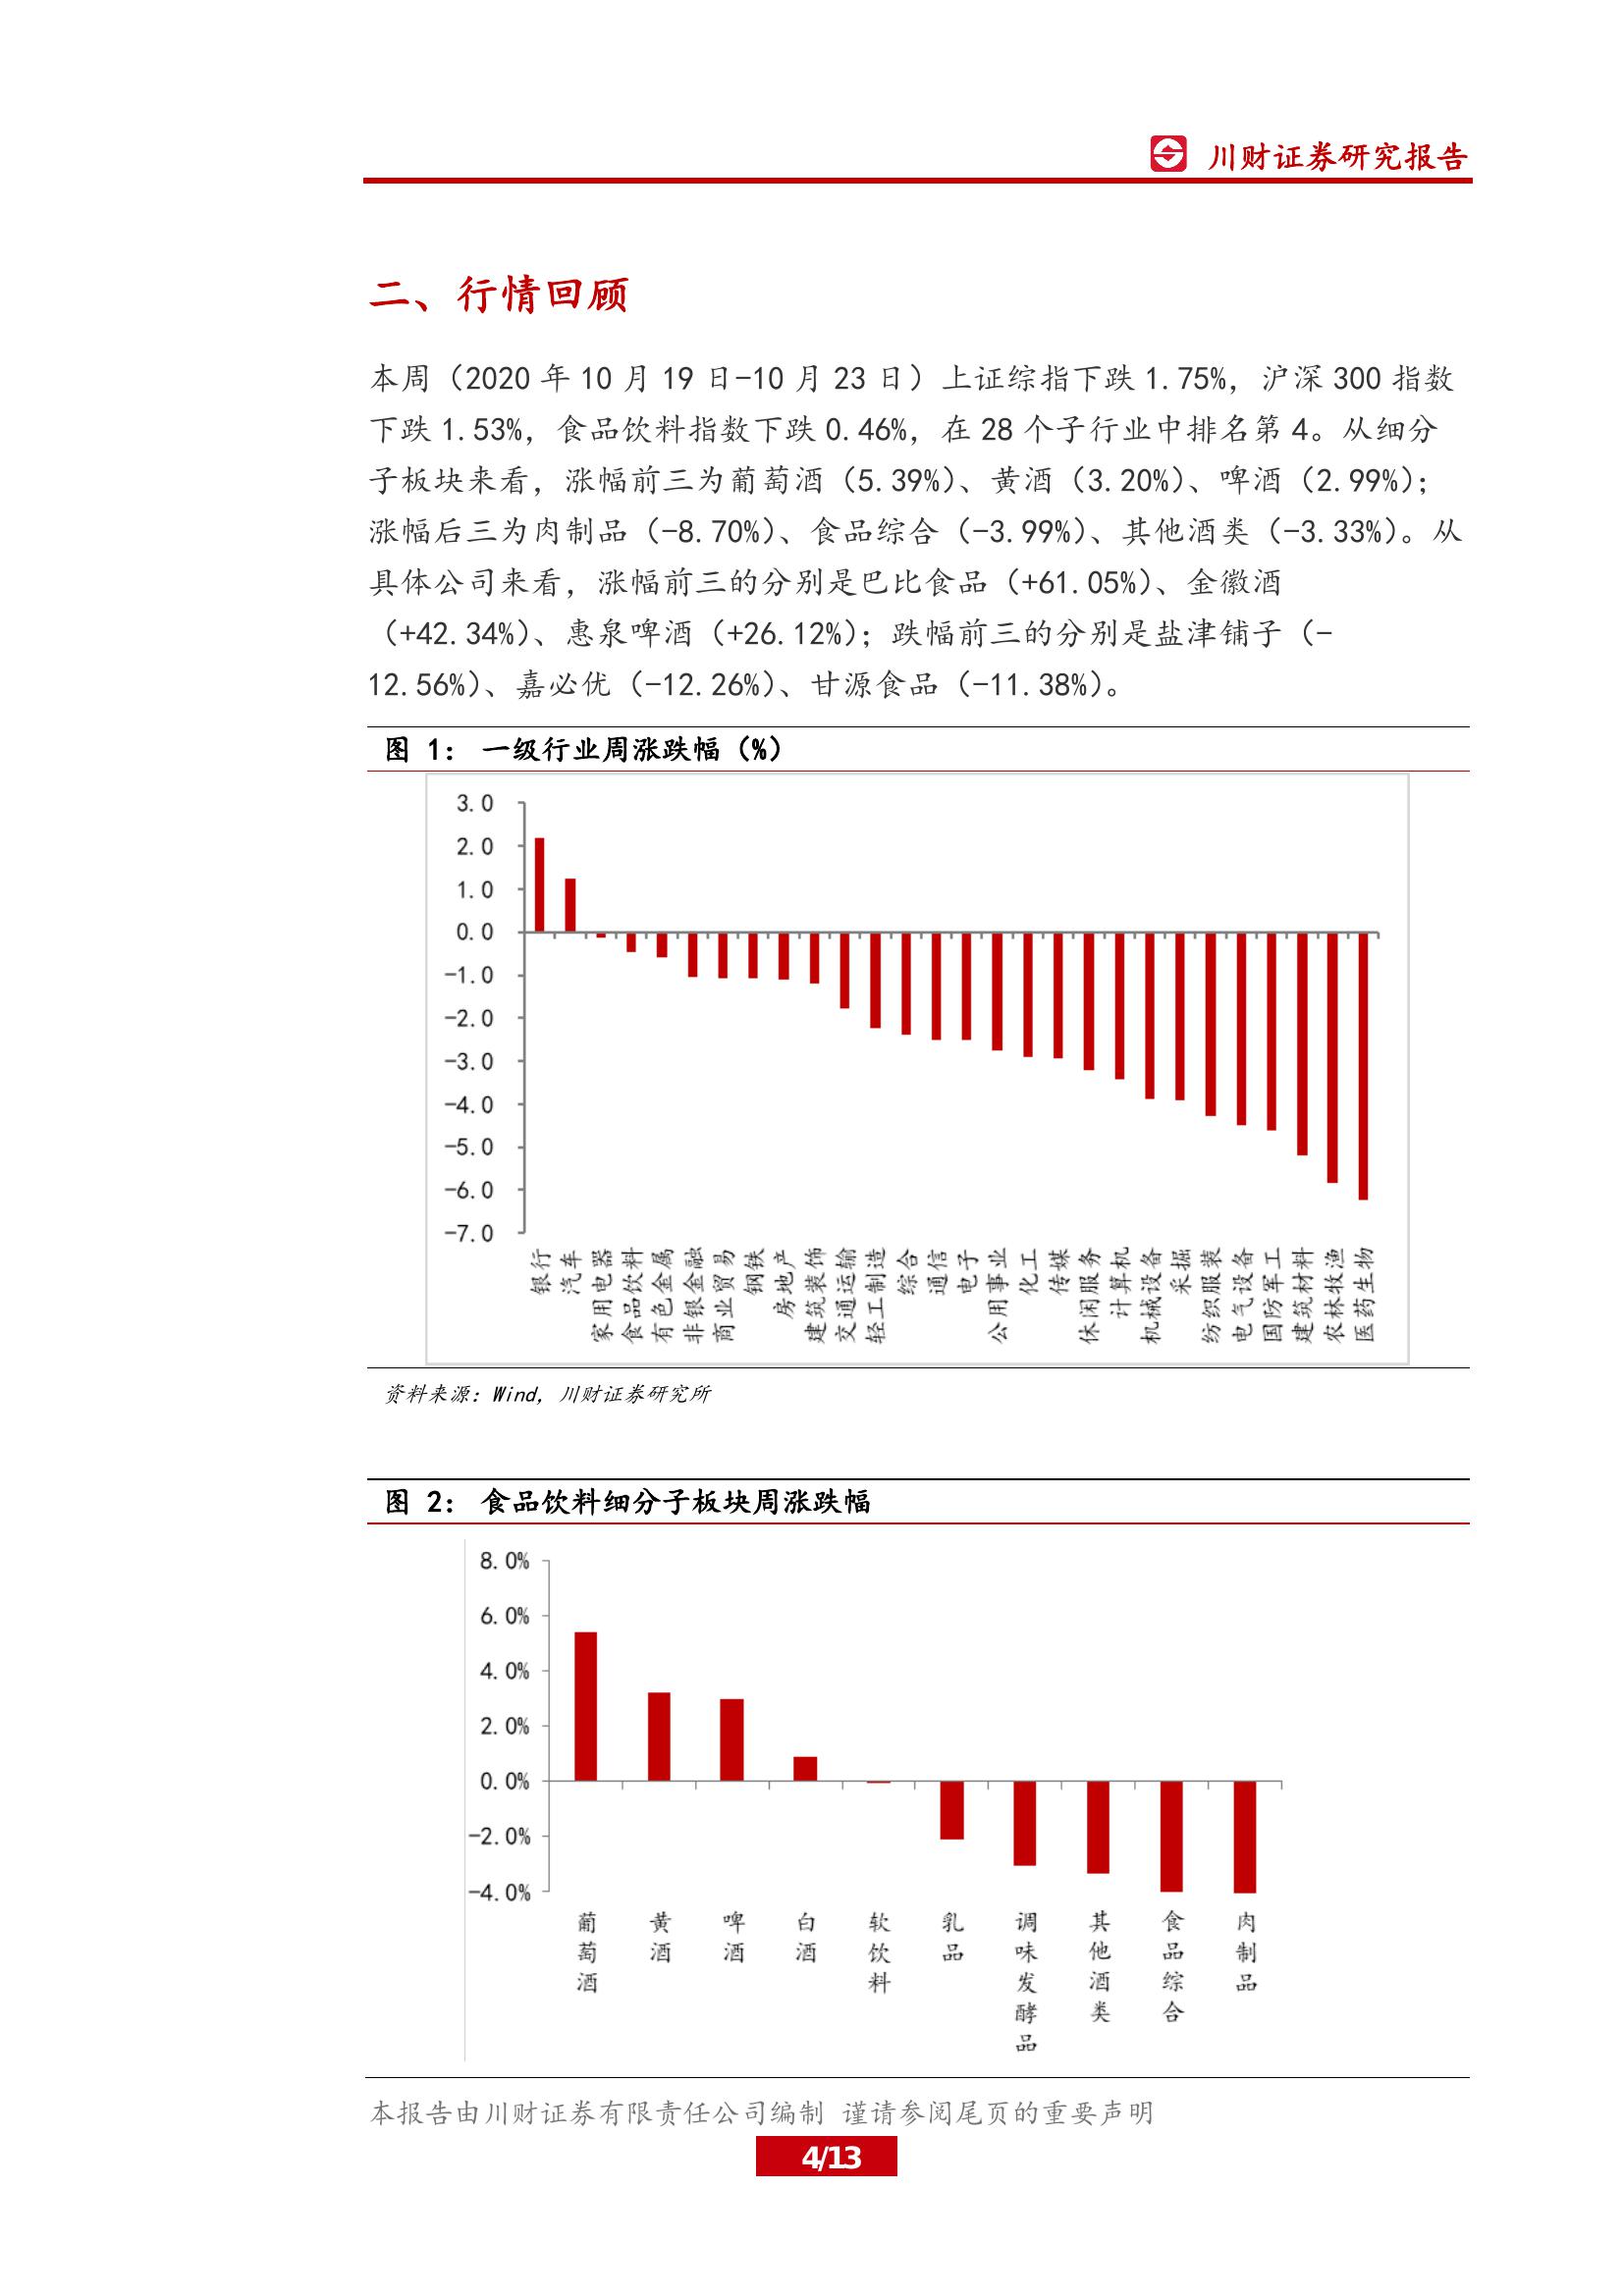 川财证券研究报告
二、行情回顾
本周（2020 年 10 月 19 日-10 月 23 日）上证综指下跌 1.75%，沪深 300 指数
下跌 1.53%，食品饮料指数下跌 0.46%，在 28 个子行业中排名第 4。从细分
子板块来看，涨幅前三为葡萄酒（5.39%）、黄酒（3.20%）、啤酒（2.99%）；
涨幅后三为肉制品（-8.70%）、食品综合（-3.99%）、其他酒类（-3.33%）。从
具体公司来看，涨幅前三的分别是巴比食品（+61.05%）、金徽酒
（+42.34%）、惠泉啤酒（+26.12%）；跌幅前三的分别是盐津铺子（-
12.56%）、嘉必优（-12.26%）、甘源食品（-11.38%）。
图 1： 一级行业周涨跌幅（%）
3.0
2.0
1.0
0.0
-1.0
-2.0
-3.0
-4.0
-5.0
-6.0
-7.0
银行
汽车
家用电器
食品饮料
有色金属
非银金融
商业贸易
钢铁
房地产
建筑装饰
交通运输
轻工制造
综合
通信
电子
公用事业
化工
传媒
休闲服务
计算机
机械设备
采掘
纺织服装
电气设备
国防军工
建筑材料
农林牧渔
医药生物
资料来源：Wind，川财证券研究所
图 2： 食品饮料细分子板块周涨跌幅
8.0%
6.0%
4.0%
2.0%
0.0%
-2.0%
-4.0%
葡萄酒
黄酒
啤酒
白酒
软饮料
乳品
调味发酵品
其他酒类
食品综合
肉制品
本报告由川财证券有限责任公司编制 谨请参阅尾页的重要声明
4/13